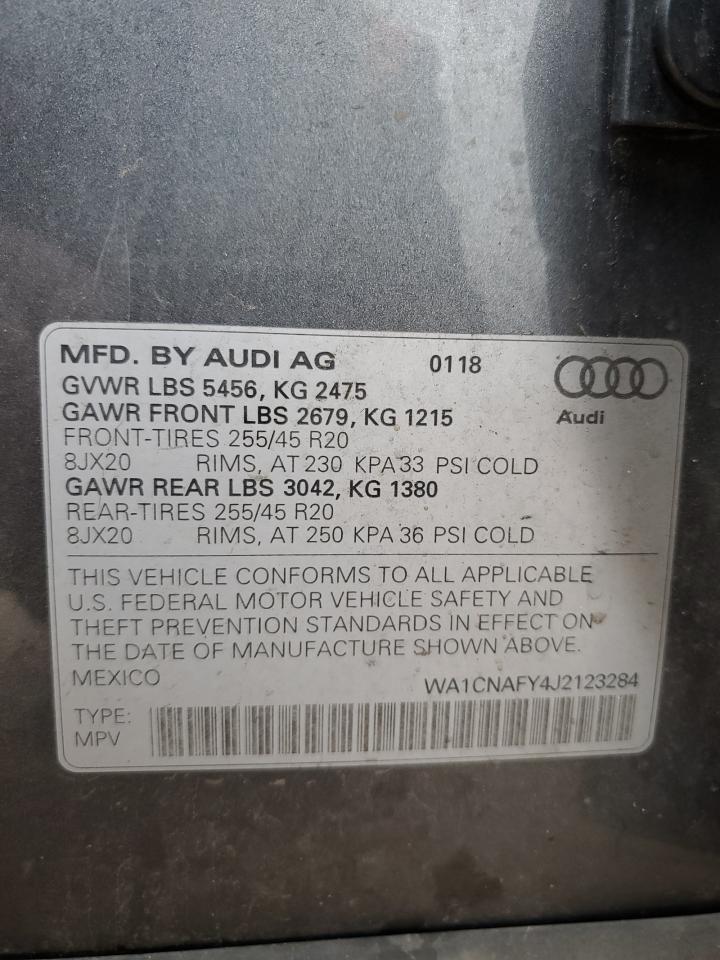 MFD. BY AUDI AG 0118
GVWR LBS 5456, KG 2475
GAWR FRONT LBS 2679, KG 1215
Audi
FRONT-TIRES 255/45 R20
8JX20 RIMS, AT 230 KPA 33 PSI COLD
GAWR REAR LBS 3042, KG 1380
REAR-TIRES 255/45 R20
8JX20 RIMS, AT 250 KPA 36 PSI COLD
THIS VEHICLE CONFORMS TO ALL APPLICABLE
U.S. FEDERAL MOTOR VEHICLE SAFETY AND
THEFT PREVENTION STANDARDS IN EFFECT ON
THE DATE OF MANUFACTURE SHOWN ABOVE.
MEXICO WA1CNAFY4J2123284
TYPE:
MPV